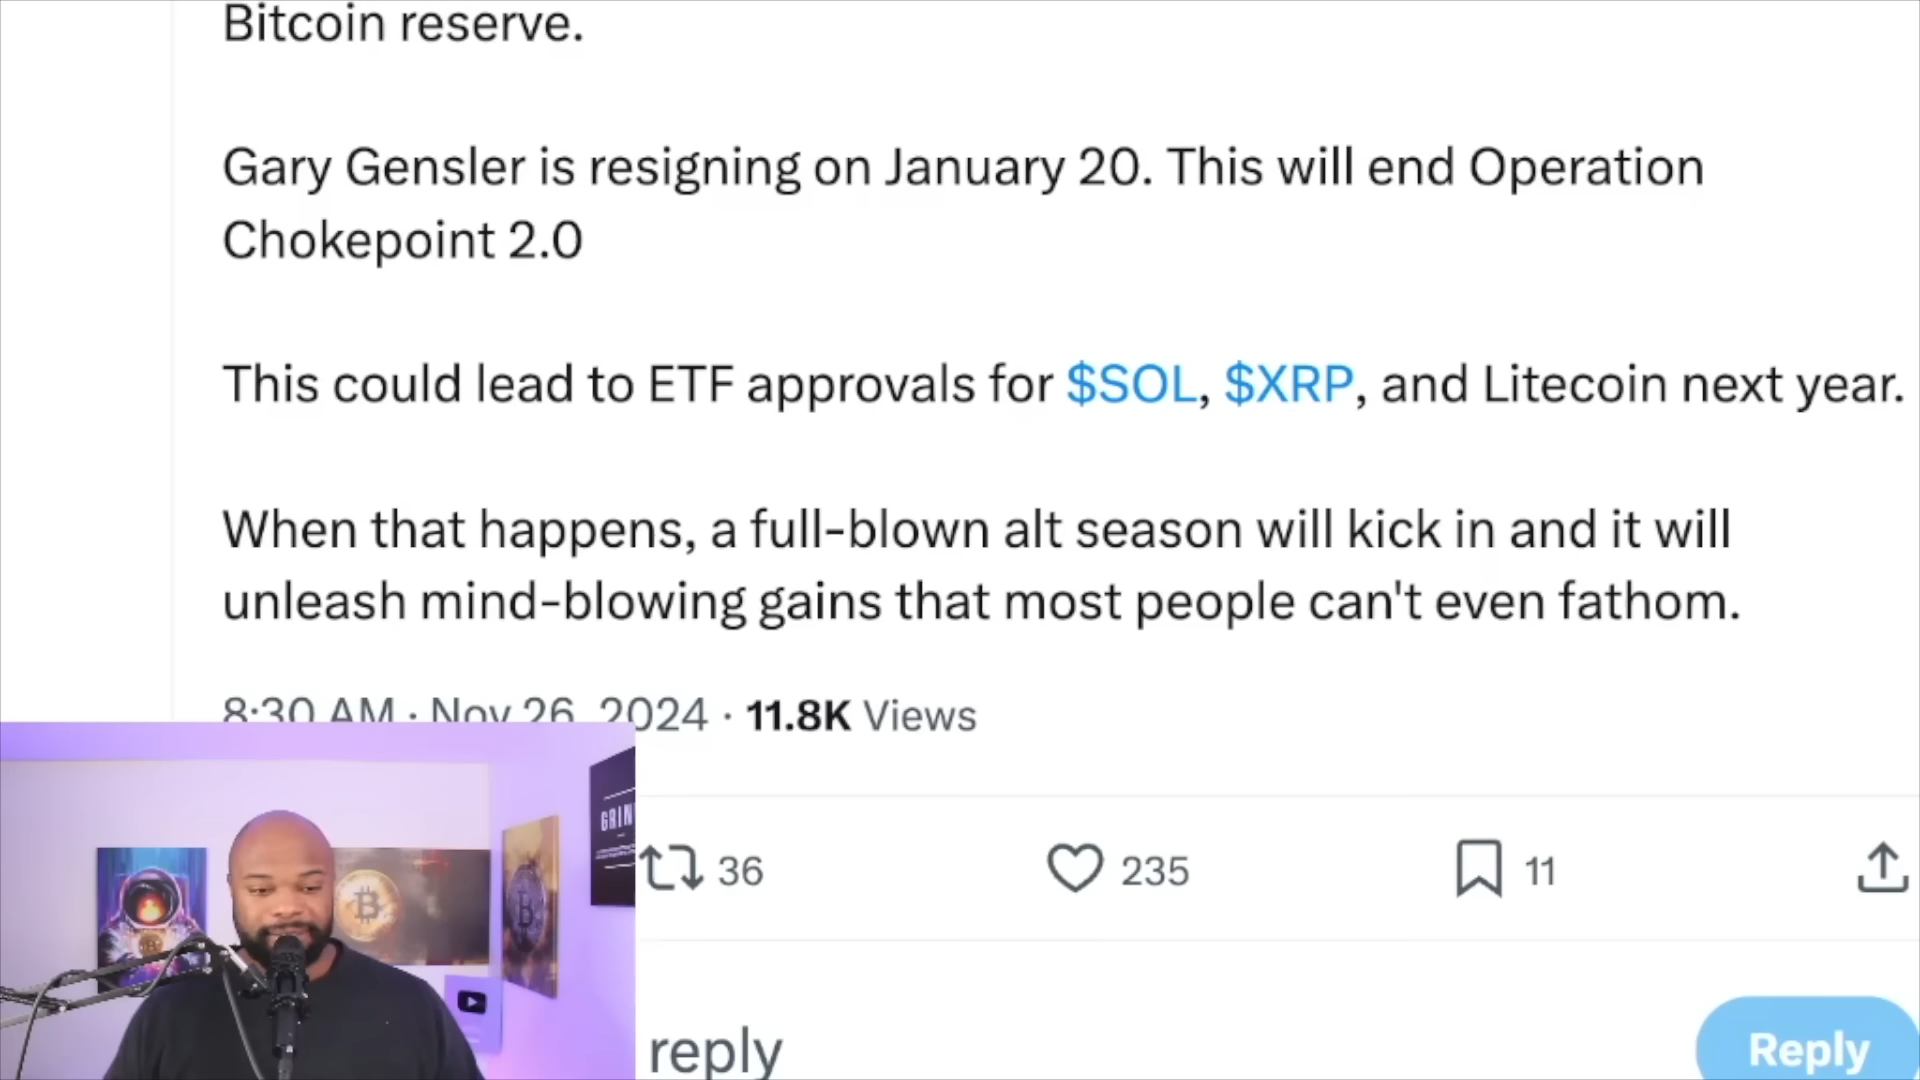 Bitcoin reserve.
Gary Gensler is resigning on January 20. This will end Operation
Chokepoint 2.0
This could lead to ETF approvals for $SOL, $XRP, and Litecoin next year.
When that happens, a full-blown alt season will kick in and it will
unleash mind-blowing gains that most people can't even fathom.
8:30 AM · Nov 26, 2024 · 11.8K Views
GRIN
36
235
11
reply
Reply